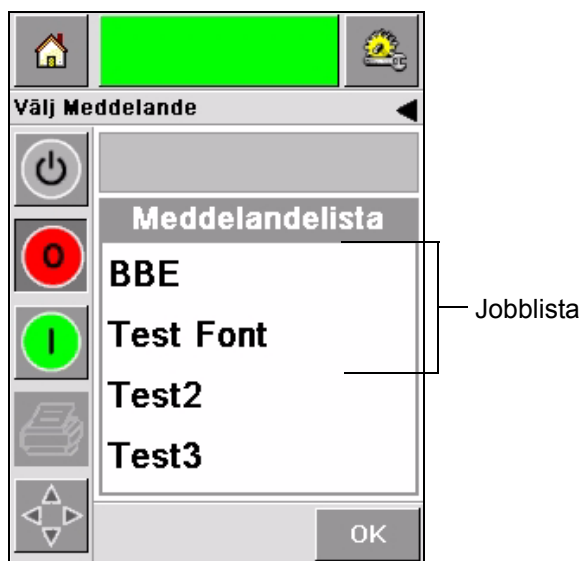 Välj Meddelande
Meddelandelista
BBE
Test Font
Test2
Test3
OK
Jobblista